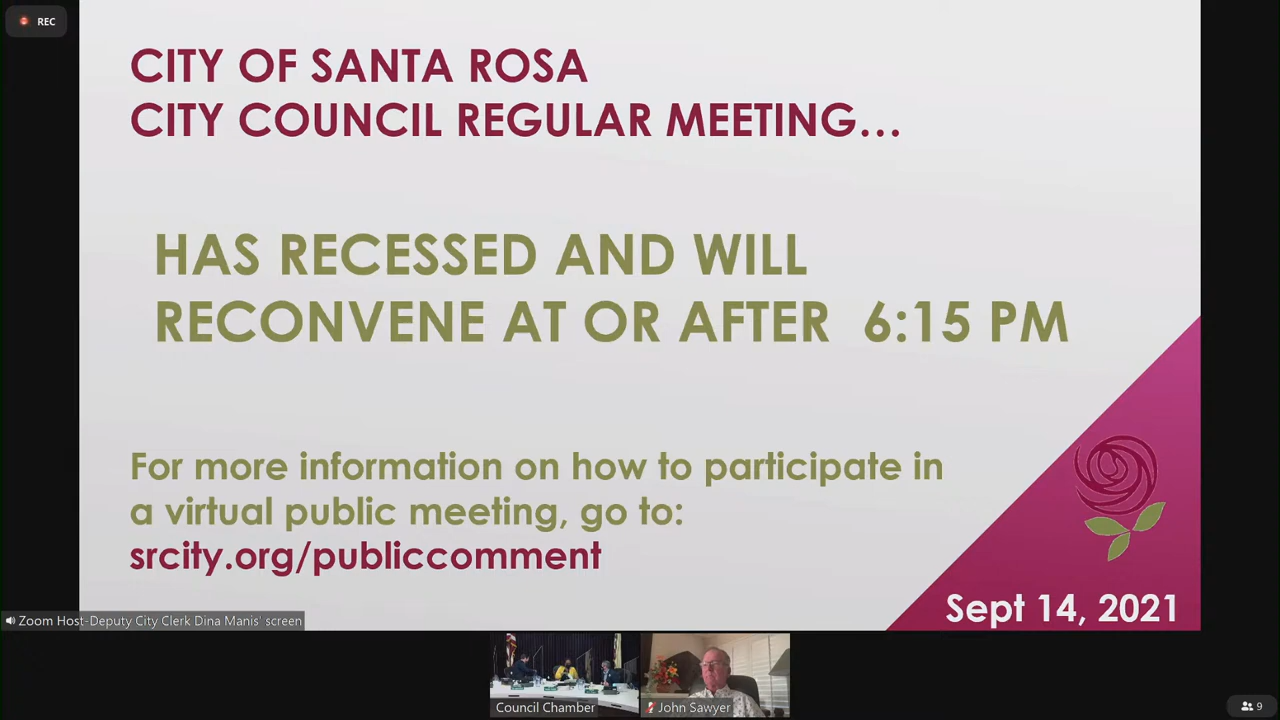 REC
CITY OF SANTA ROSA
CITY COUNCIL REGULAR MEETING...
HAS RECESSED AND WILL
RECONVENE AT OR AFTER 6:15 PM
For more information on how to participate in
a virtual public meeting, go to:
srcity.org/publiccomment
Sept 14, 2021
Zoom Host-Deputy City Clerk Dina Manis' screen
Council Chamber
John Sawyer
9